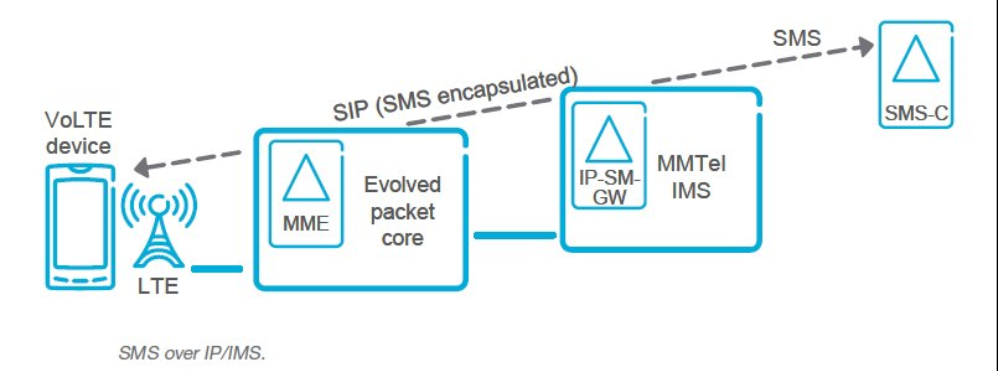 SMS
SIP (SMS encapsulated)
SMS-C
VoLTE
device
MME
Evolved
packet
core
IP-SM-
GW
MMTel
IMS
LTE
SMS over IP/IMS.